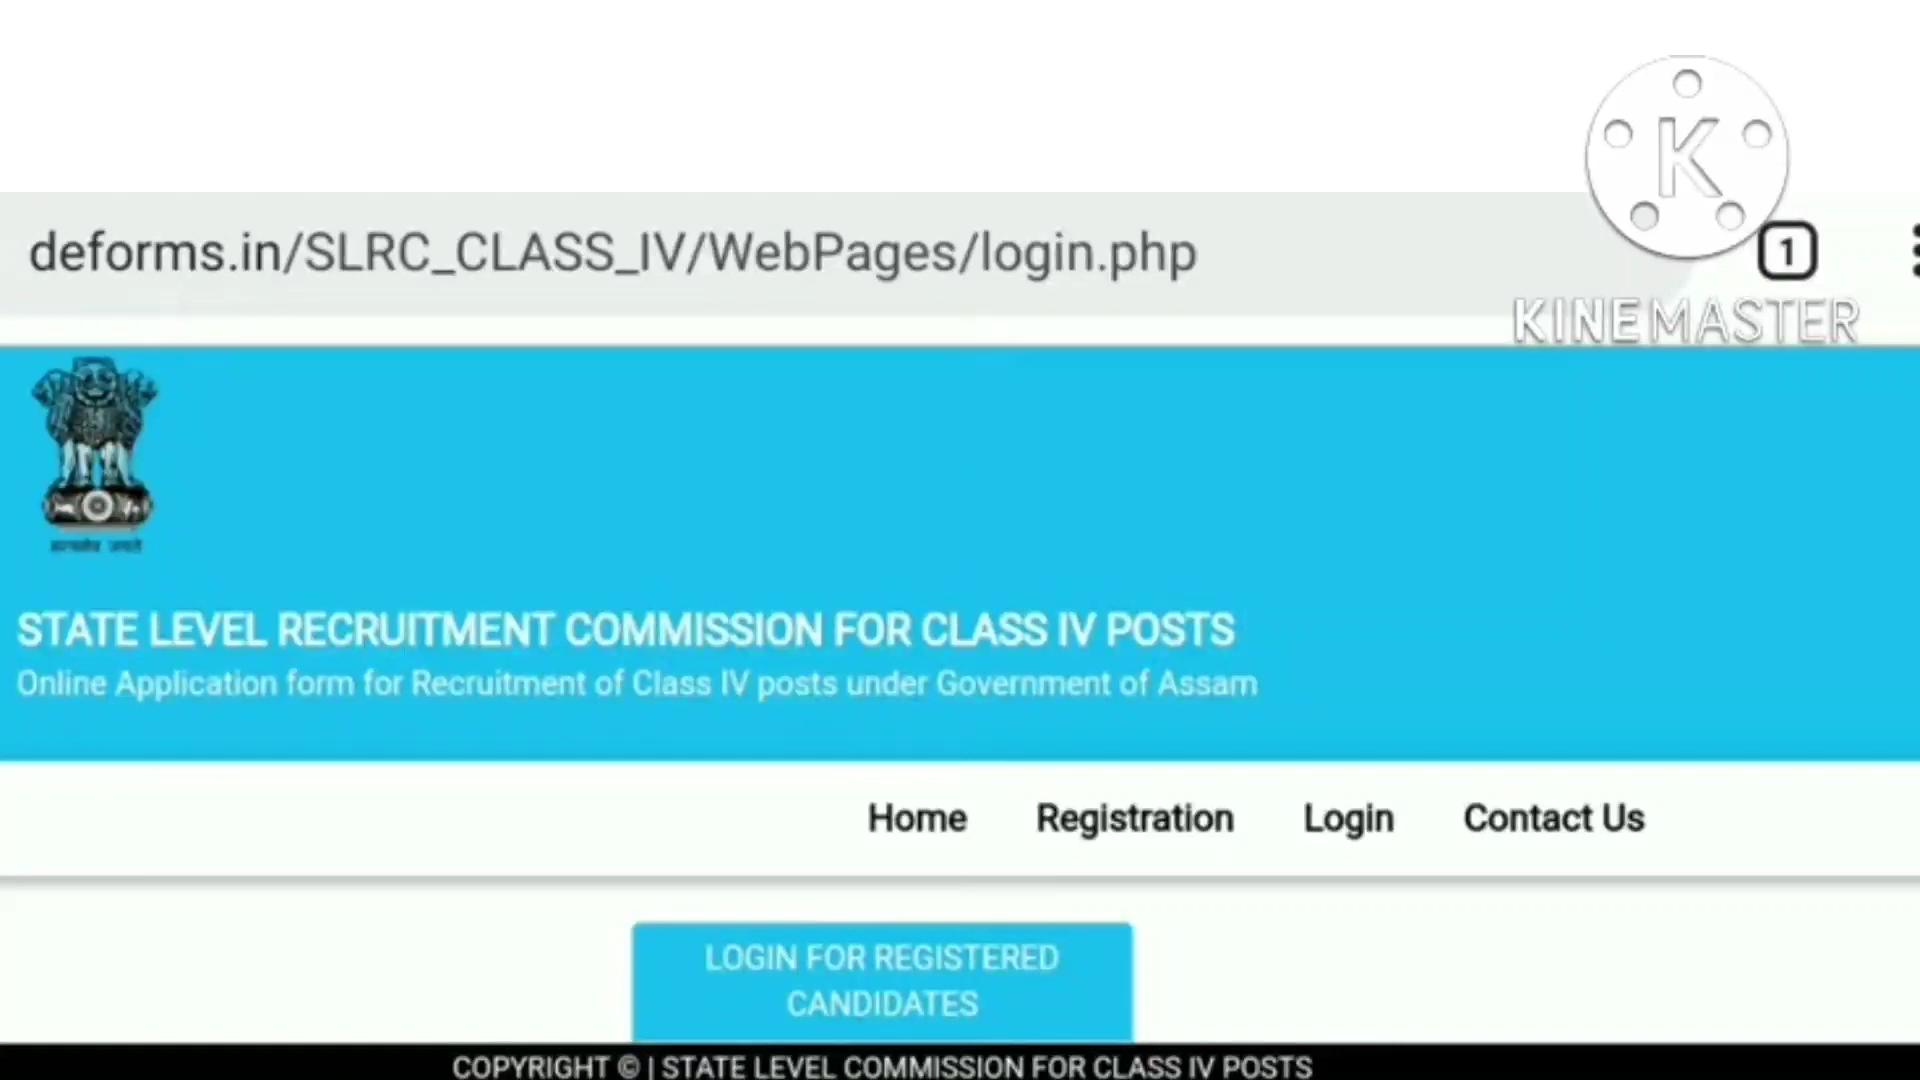 K
KINEMASTER
deforms.in/SLRC_CLASS_IV/WebPages/login.php
1
STATE LEVEL RECRUITMENT COMMISSION FOR CLASS IV POSTS
Online Application form for Recruitment of Class IV posts under Government of Assam
Home Registration Login Contact Us
LOGIN FOR REGISTERED
CANDIDATES
COPYRIGHT © | STATE LEVEL COMMISSION FOR CLASS IV POSTS